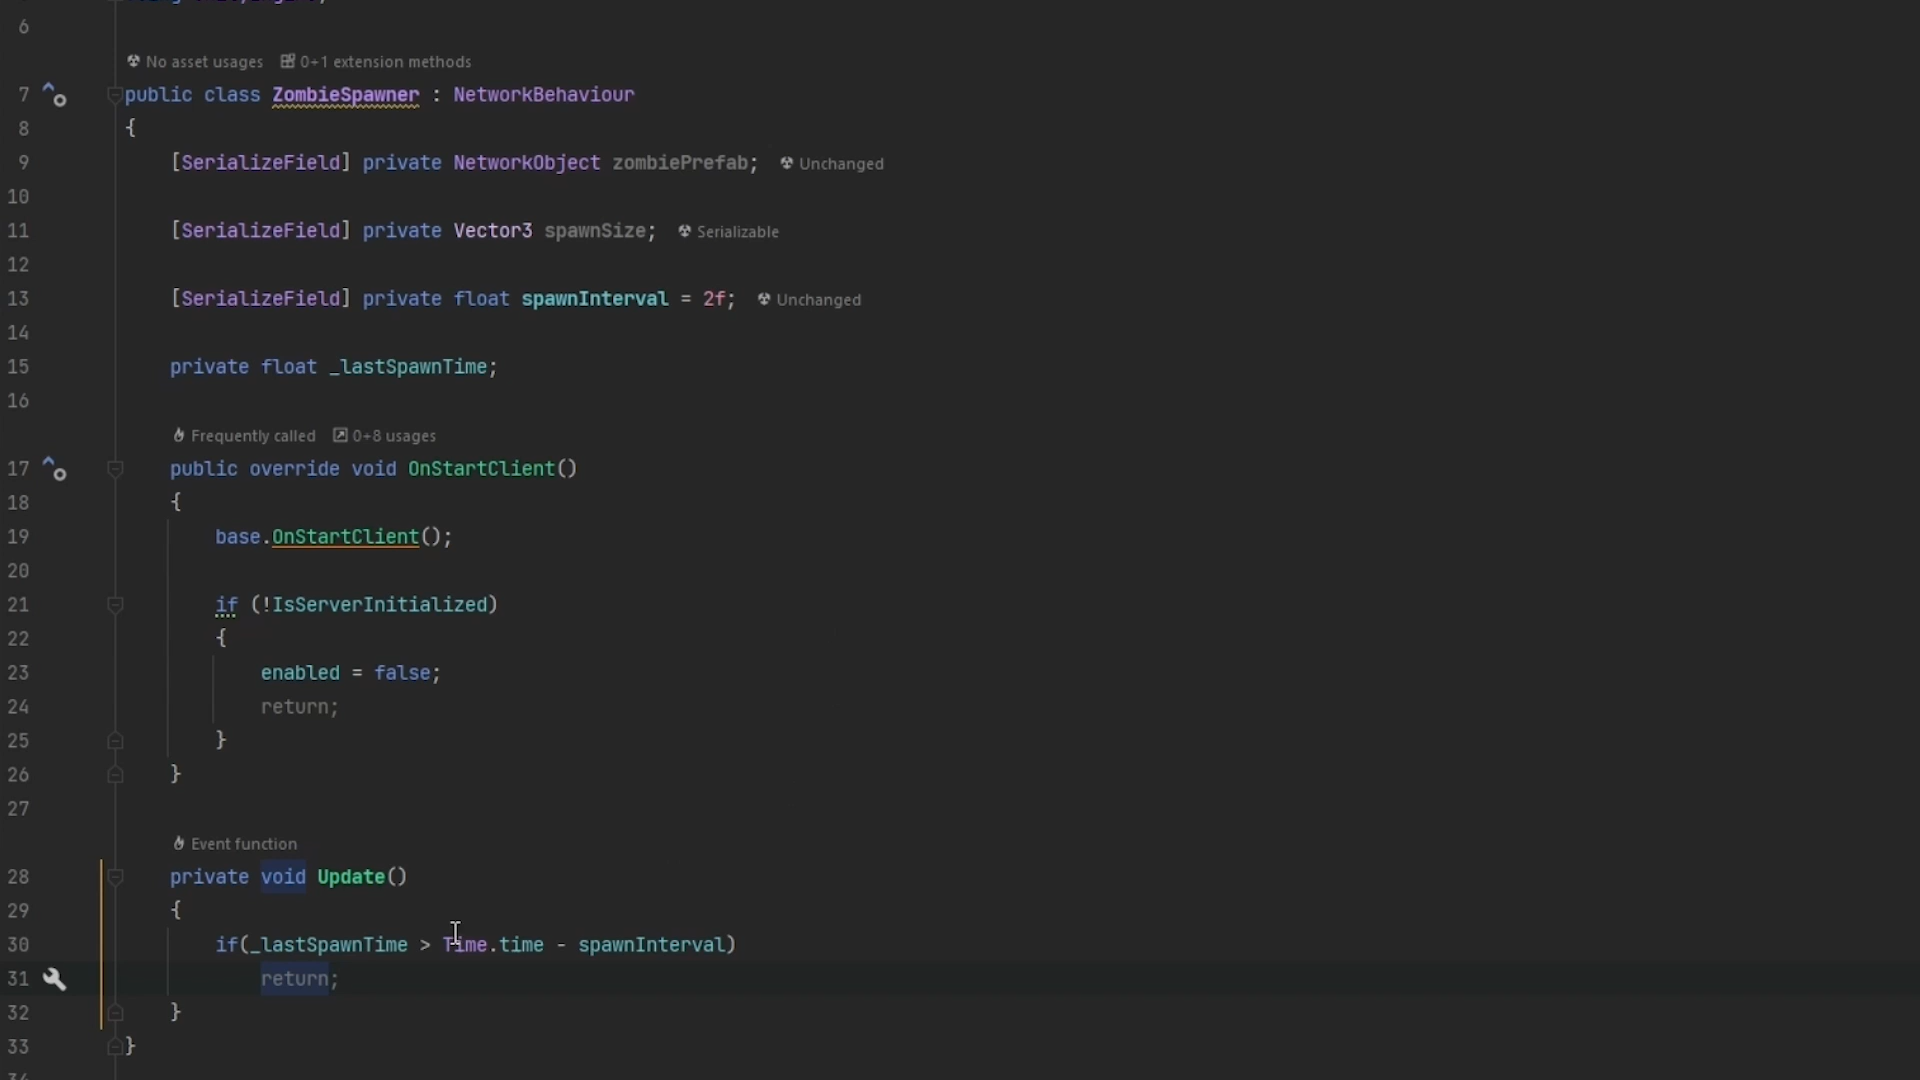 6
No asset usages 0+1 extension methods
7 public class ZombieSpawner : NetworkBehaviour
8 {
9 [SerializeField] private NetworkObject zombiePrefab; Unchanged
10
11 [SerializeField] private Vector3 spawnSize; Serializable
12
13 [SerializeField] private float spawnInterval = 2f; Unchanged
14
15 private float _lastSpawnTime;
16
Frequently called 0+8 usages
17 public override void OnStartClient()
18 {
19 base.OnStartClient();
20
21 if (!IsServerInitialized)
22 {
23 enabled = false;
24 return;
25 }
26 }
27
Event function
28 private void Update()
29 {
30 if(_lastSpawnTime > Time.time - spawnInterval)
31 return;
32 }
33 }